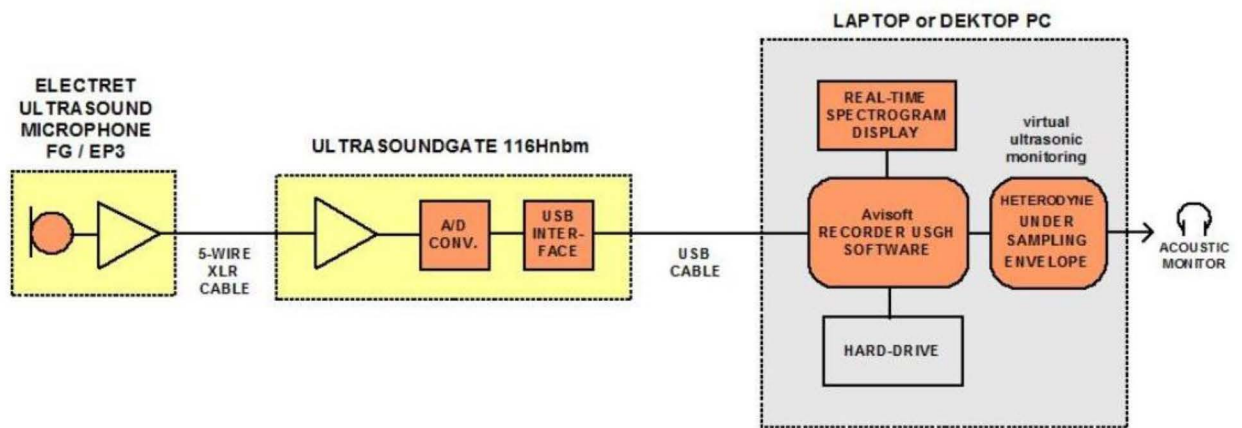 LAPTOP or DEKTOP PC
ELECTRET
ULTRASOUND
MICROPHONE
FG / EP3
ULTRASOUNDGATE 116Hnbm
5-WIRE
XLR
CABLE
A/D
CONV.
USB
INTER-
FACE
USB
CABLE
REAL-TIME
SPECTROGRAM
DISPLAY
Avisoft
RECORDER USGH
SOFTWARE
HARD-DRIVE
virtual
ultrasonic
monitoring
HETERODYNE
UNDER
SAMPLING
ENVELOPE
ACOUSTIC
MONITOR